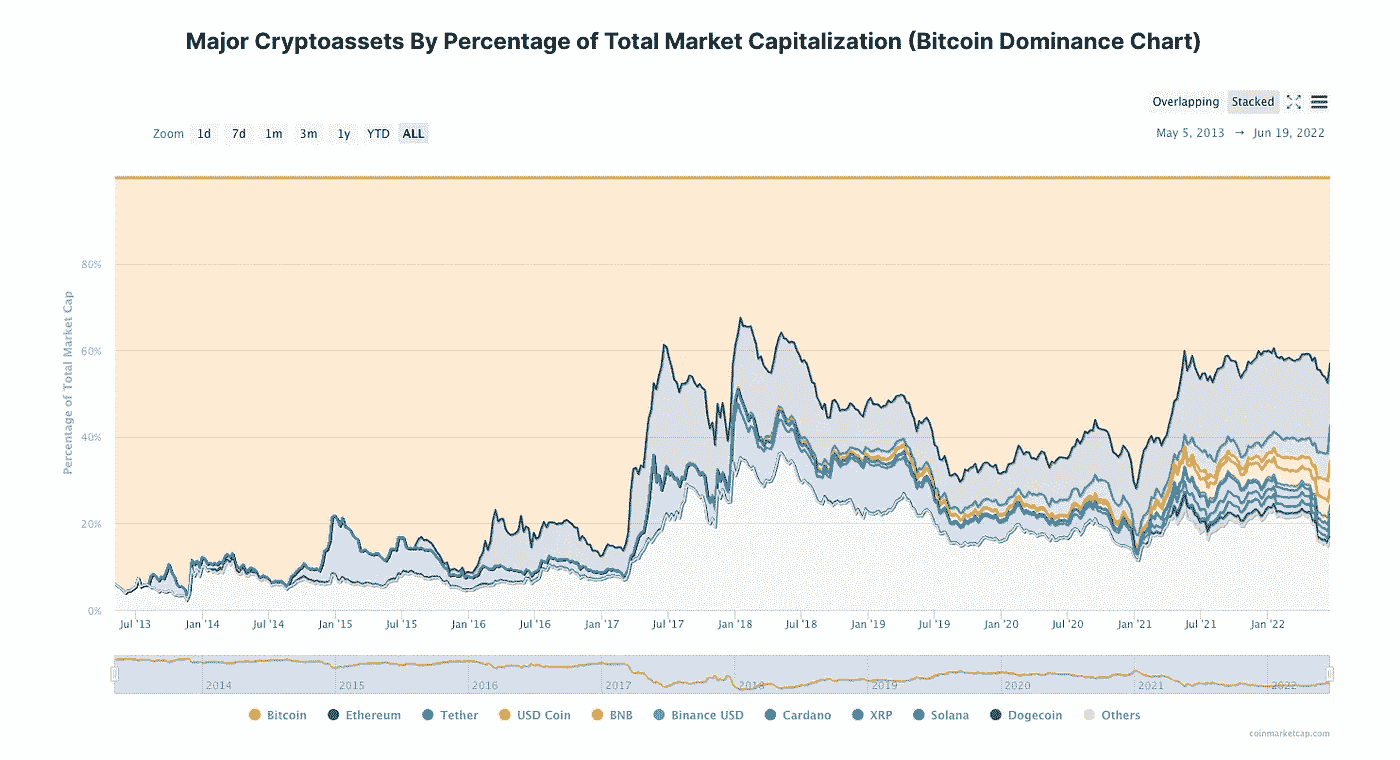 Major Cryptoassets By Percentage of Total Market Capitalization (Bitcoin Dominance Chart)
Overlapping Stacked
Zoom 1d 7d 1m 3m 1y YTD ALL
May 5, 2013 → Jun 19, 2022
Percentage of Total Market Cap
80%
60%
40%
20%
0%
Jul '13 Jan '14 Jul '14 Jan '15 Jul '15 Jan '16 Jul '16 Jan '17 Jul '17 Jan '18 Jul '18 Jan '19 Jul '19 Jan '20 Jul '20 Jan '21 Jul '21 Jan '22
2014 2015 2016 2017 2018 2019 2020 2021 2022
Bitcoin Ethereum Tether USD Coin BNB Binance USD Cardano XRP Solana Dogecoin Others
coinmarketcap.com